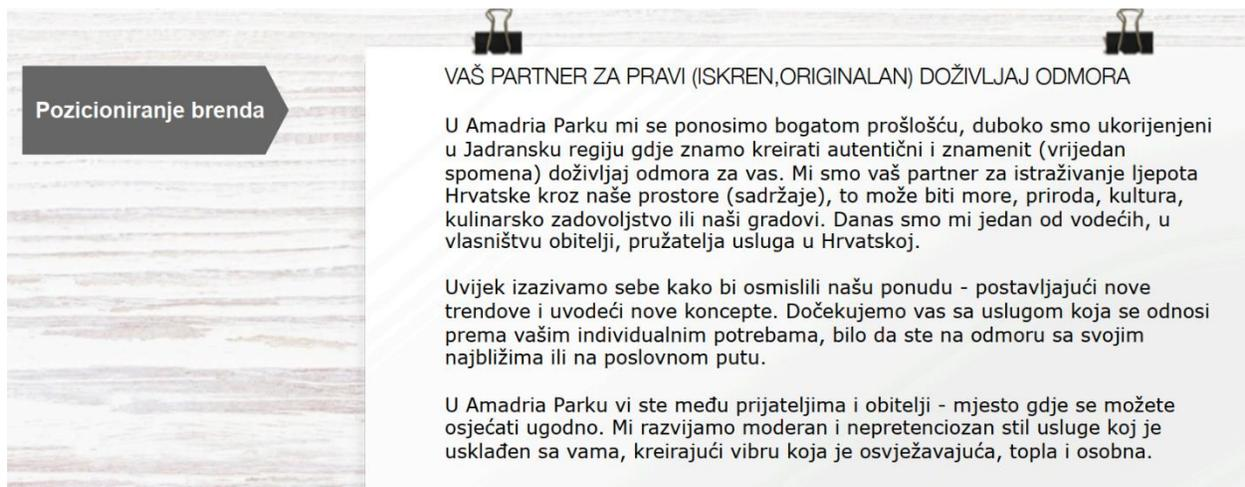 Pozicioniranje brenda
VAŠ PARTNER ZA PRAVI (ISKREN,ORIGINALAN) DOŽIVLJAJ ODMORA
U Amadria Parku mi se ponosimo bogatom prošlošću, duboko smo ukorijenjeni
u Jadransku regiju gdje znamo kreirati autentični i znamenit (vrijedan
spomena) doživljaj odmora za vas. Mi smo vaš partner za istraživanje ljepota
Hrvatske kroz naše prostore (sadržaje), to može biti more, priroda, kultura,
kulinarsko zadovoljstvo ili naši gradovi. Danas smo mi jedan od vodećih, u
vlasništvu obitelji, pružatelja usluga u Hrvatskoj.
Uvijek izazivamo sebe kako bi osmislili našu ponudu - postavljajući nove
trendove i uvodeći nove koncepte. Dočekujemo vas sa uslugom koja se odnosi
prema vašim individualnim potrebama, bilo da ste na odmoru sa svojim
najbližima ili na poslovnom putu.
U Amadria Parku vi ste među prijateljima i obitelji - mjesto gdje se možete
osjećati ugodno. Mi razvijamo moderan i nepretenciozan stil usluge koj je
usklađen sa vama, kreirajući vibru koja je osvježavajuća, topla i osobna.